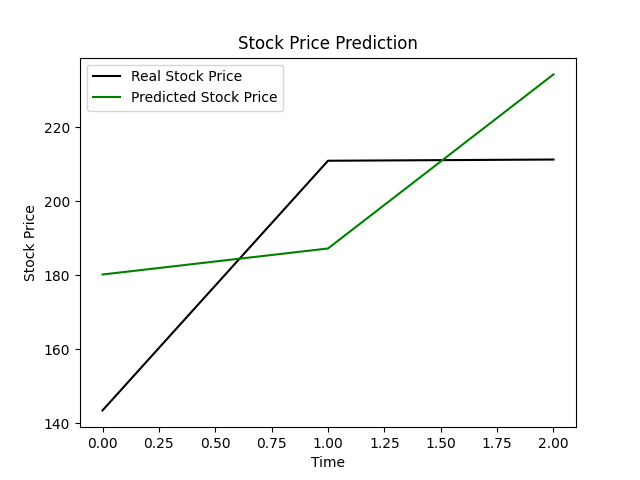 Stock Price Prediction
Real Stock Price
Predicted Stock Price
Stock Price
220
200
180
160
140
0.00 0.25 0.50 0.75 1.00 1.25 1.50 1.75 2.00
Time